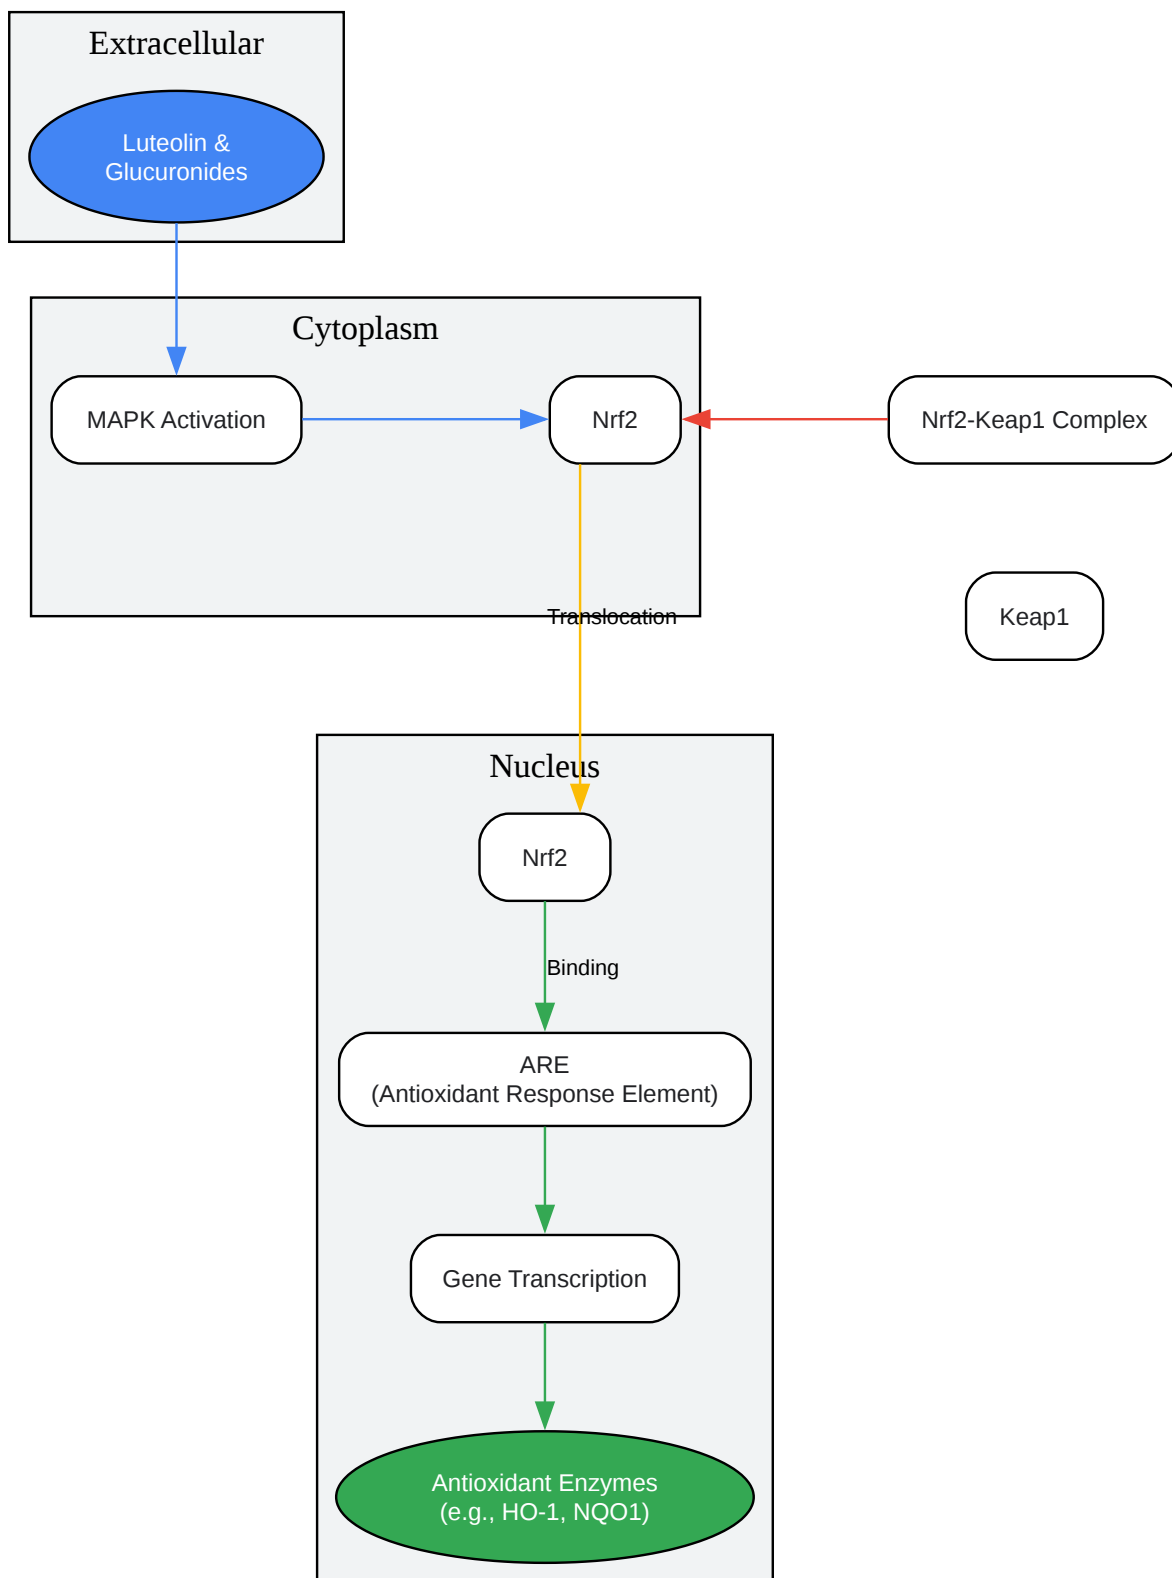 Extracellular
Luteolin &
Glucuronides
Cytoplasm
MAPK Activation
Nrf2
Nrf2-Keap1 Complex
Translocation
Keap1
Nucleus
Nrf2
Binding
ARE
(Antioxidant Response Element)
Gene Transcription
Antioxidant Enzymes
(e.g., HO-1, NQO1)